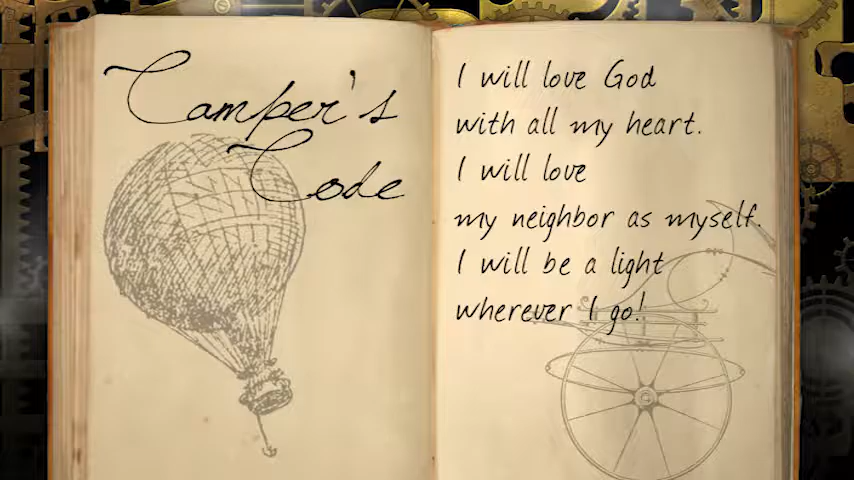 Camper's
Code
I will love God
with all my heart.
I will love
my neighbor as myself.
I will be a light
wherever I go!